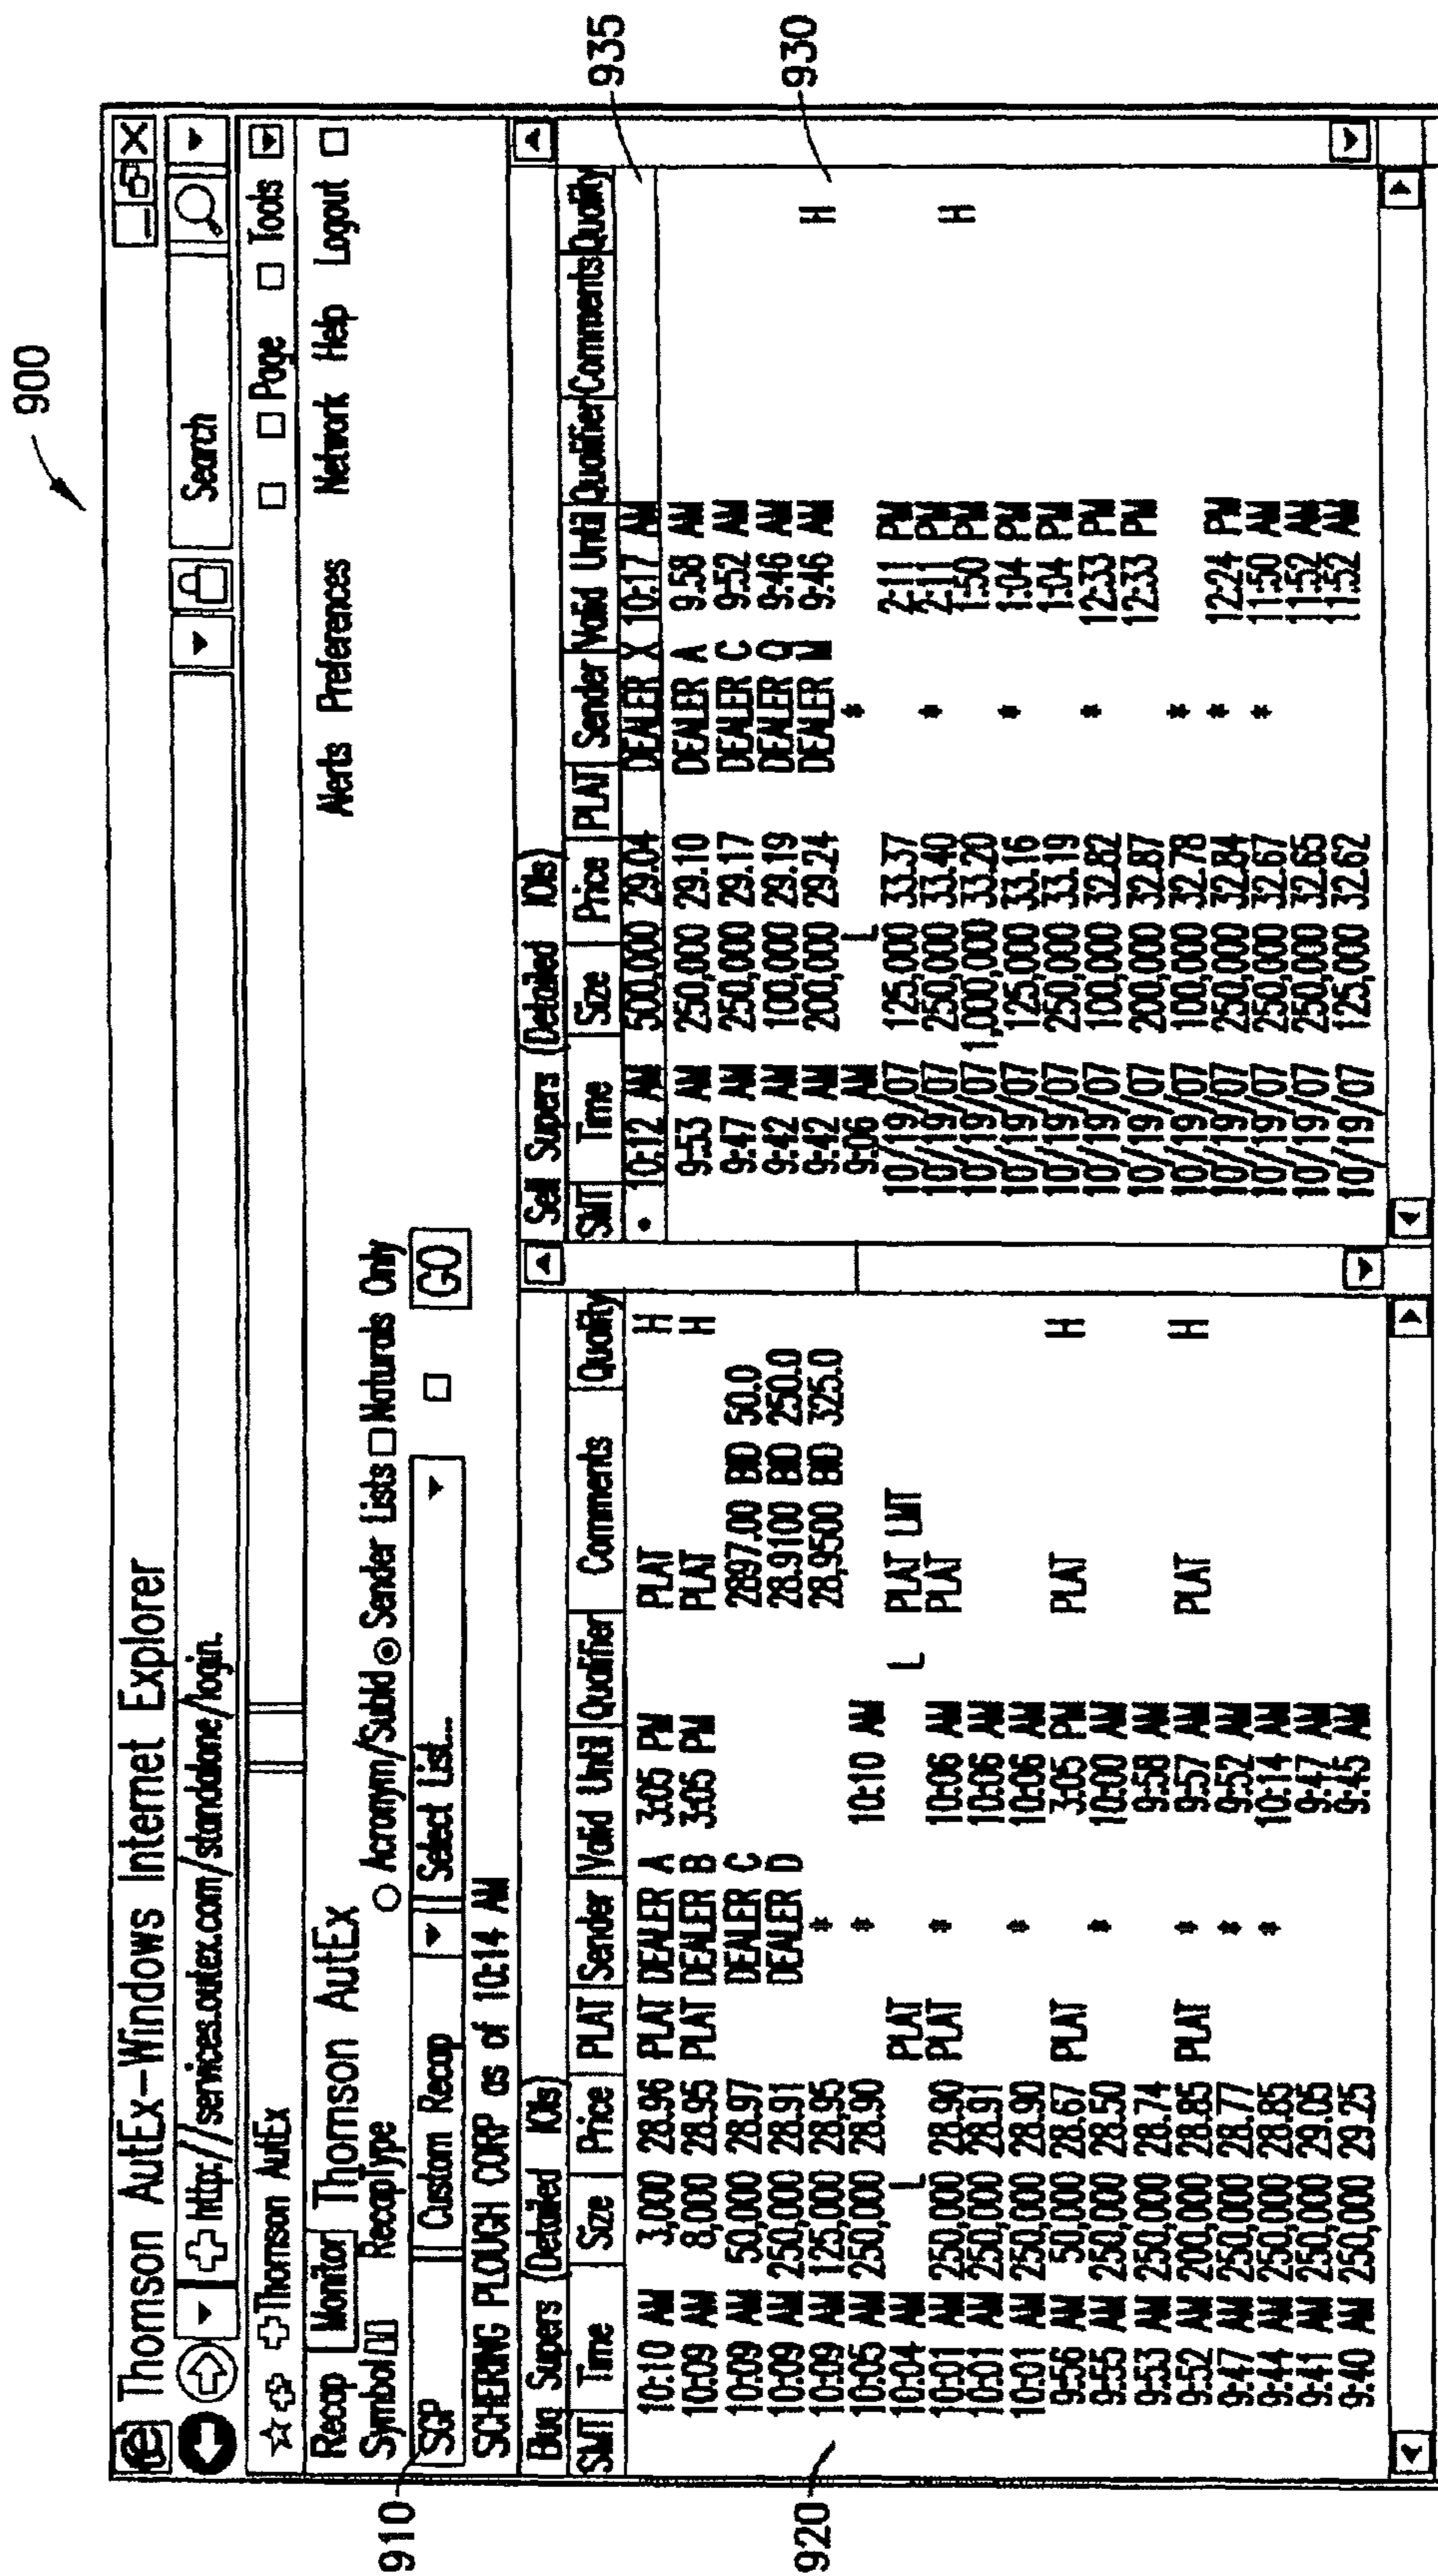 900
Thomson AutEx-Windows Internet Explorer
http://services.autex.com/standalone/login.
Search
Thomson AutEx
Page Tools
Recap Monitor Thomson AutEx
Alerts Preferences Network Help Logout
Symbol RecapType Acronym/SubId Sender Lists Naturals Only
910
SGP Custom Recap Select List... GO
SCHERING PLOUGH CORP as of 10:14 AM
Buq Supers (Detailed IOIs)
SMT Time Size Price PLAT Sender Valid Until Qualifier Comments Quality
10:10 AM 3,000 28.96 PLAT DEALER A 3:05 PM PLAT H
10:09 AM 8,000 28.95 PLAT DEALER B 3:05 PM PLAT H
10:09 AM 50,000 28.97 DEALER C 2897.00 BID 50.0
10:09 AM 250,000 28.91 DEALER D 28.9100 BID 250.0
10:09 AM 125,000 28.95 * 28,9500 BID 325.0
10:05 AM 250,000 28.90 * 10:10 AM
10:04 AM L PLAT L PLAT LMT
10:01 AM 250,000 28.90 PLAT * 10:06 AM PLAT
10:01 AM 250,000 28.91 10:06 AM
10:01 AM 250,000 28.90 * 10:06 AM
9:56 AM 50,000 28.67 PLAT 3:05 PM PLAT H
9:55 AM 250,000 28.50 * 10:00 AM
9:53 AM 250,000 28.74 9:58 AM
9:52 AM 200,000 28.85 PLAT * 9:57 AM PLAT H
9:47 AM 250,000 28.77 * 9:52 AM
9:44 AM 250,000 28.85 * 10:14 AM
9:41 AM 250,000 29.05 9:47 AM
9:40 AM 250,000 29.25 9:45 AM
920
Sell Supers (Detailed IOIs)
SMT Time Size Price PLAT Sender Valid Until Qualifier Comments Quality
• 10:12 AM 500,000 29.04 DEALER X 10:17 AM
935
9:53 AM 250,000 29.10 DEALER A 9:58 AM
9:47 AM 250,000 29.17 DEALER C 9:52 AM
9:42 AM 100,000 29.19 DEALER Q 9:46 AM
9:42 AM 200,000 29.24 DEALER M 9:46 AM H
930
9:06 AM L *
10/19/07 125,000 33.37 2:11 PM
10/19/07 250,000 33.40 * 2:11 PM
10/19/07 1,000,000 33.20 1:50 PM H
10/19/07 125,000 33.16 * 1:04 PM
10/19/07 250,000 33.19 1:04 PM
10/19/07 100,000 32.82 * 12:33 PM
10/19/07 200,000 32.87 12:33 PM
10/19/07 100,000 32.78 *
10/19/07 250,000 32.84 * 12:24 PM
10/19/07 250,000 32.67 * 11:50 AM
10/19/07 250,000 32.65 11:52 AM
10/19/07 125,000 32.62 11:52 AM